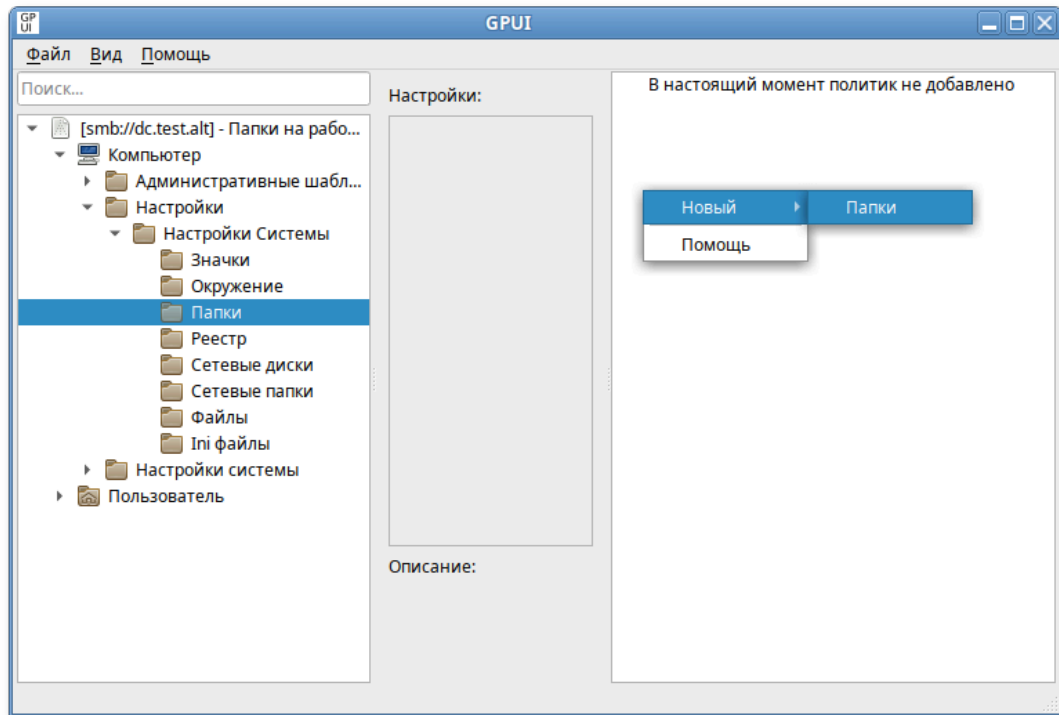 GPUI
GPUI
Файл Вид Помощь
Поиск...
[smb://dc.test.alt] - Папки на рабо...
Компьютер
Административные шабл...
Настройки
Настройки Системы
Значки
Окружение
Папки
Реестр
Сетевые диски
Сетевые папки
Файлы
Ini файлы
Настройки системы
Пользователь
Настройки:
Описание:
В настоящий момент политик не добавлено
Новый Папки
Помощь